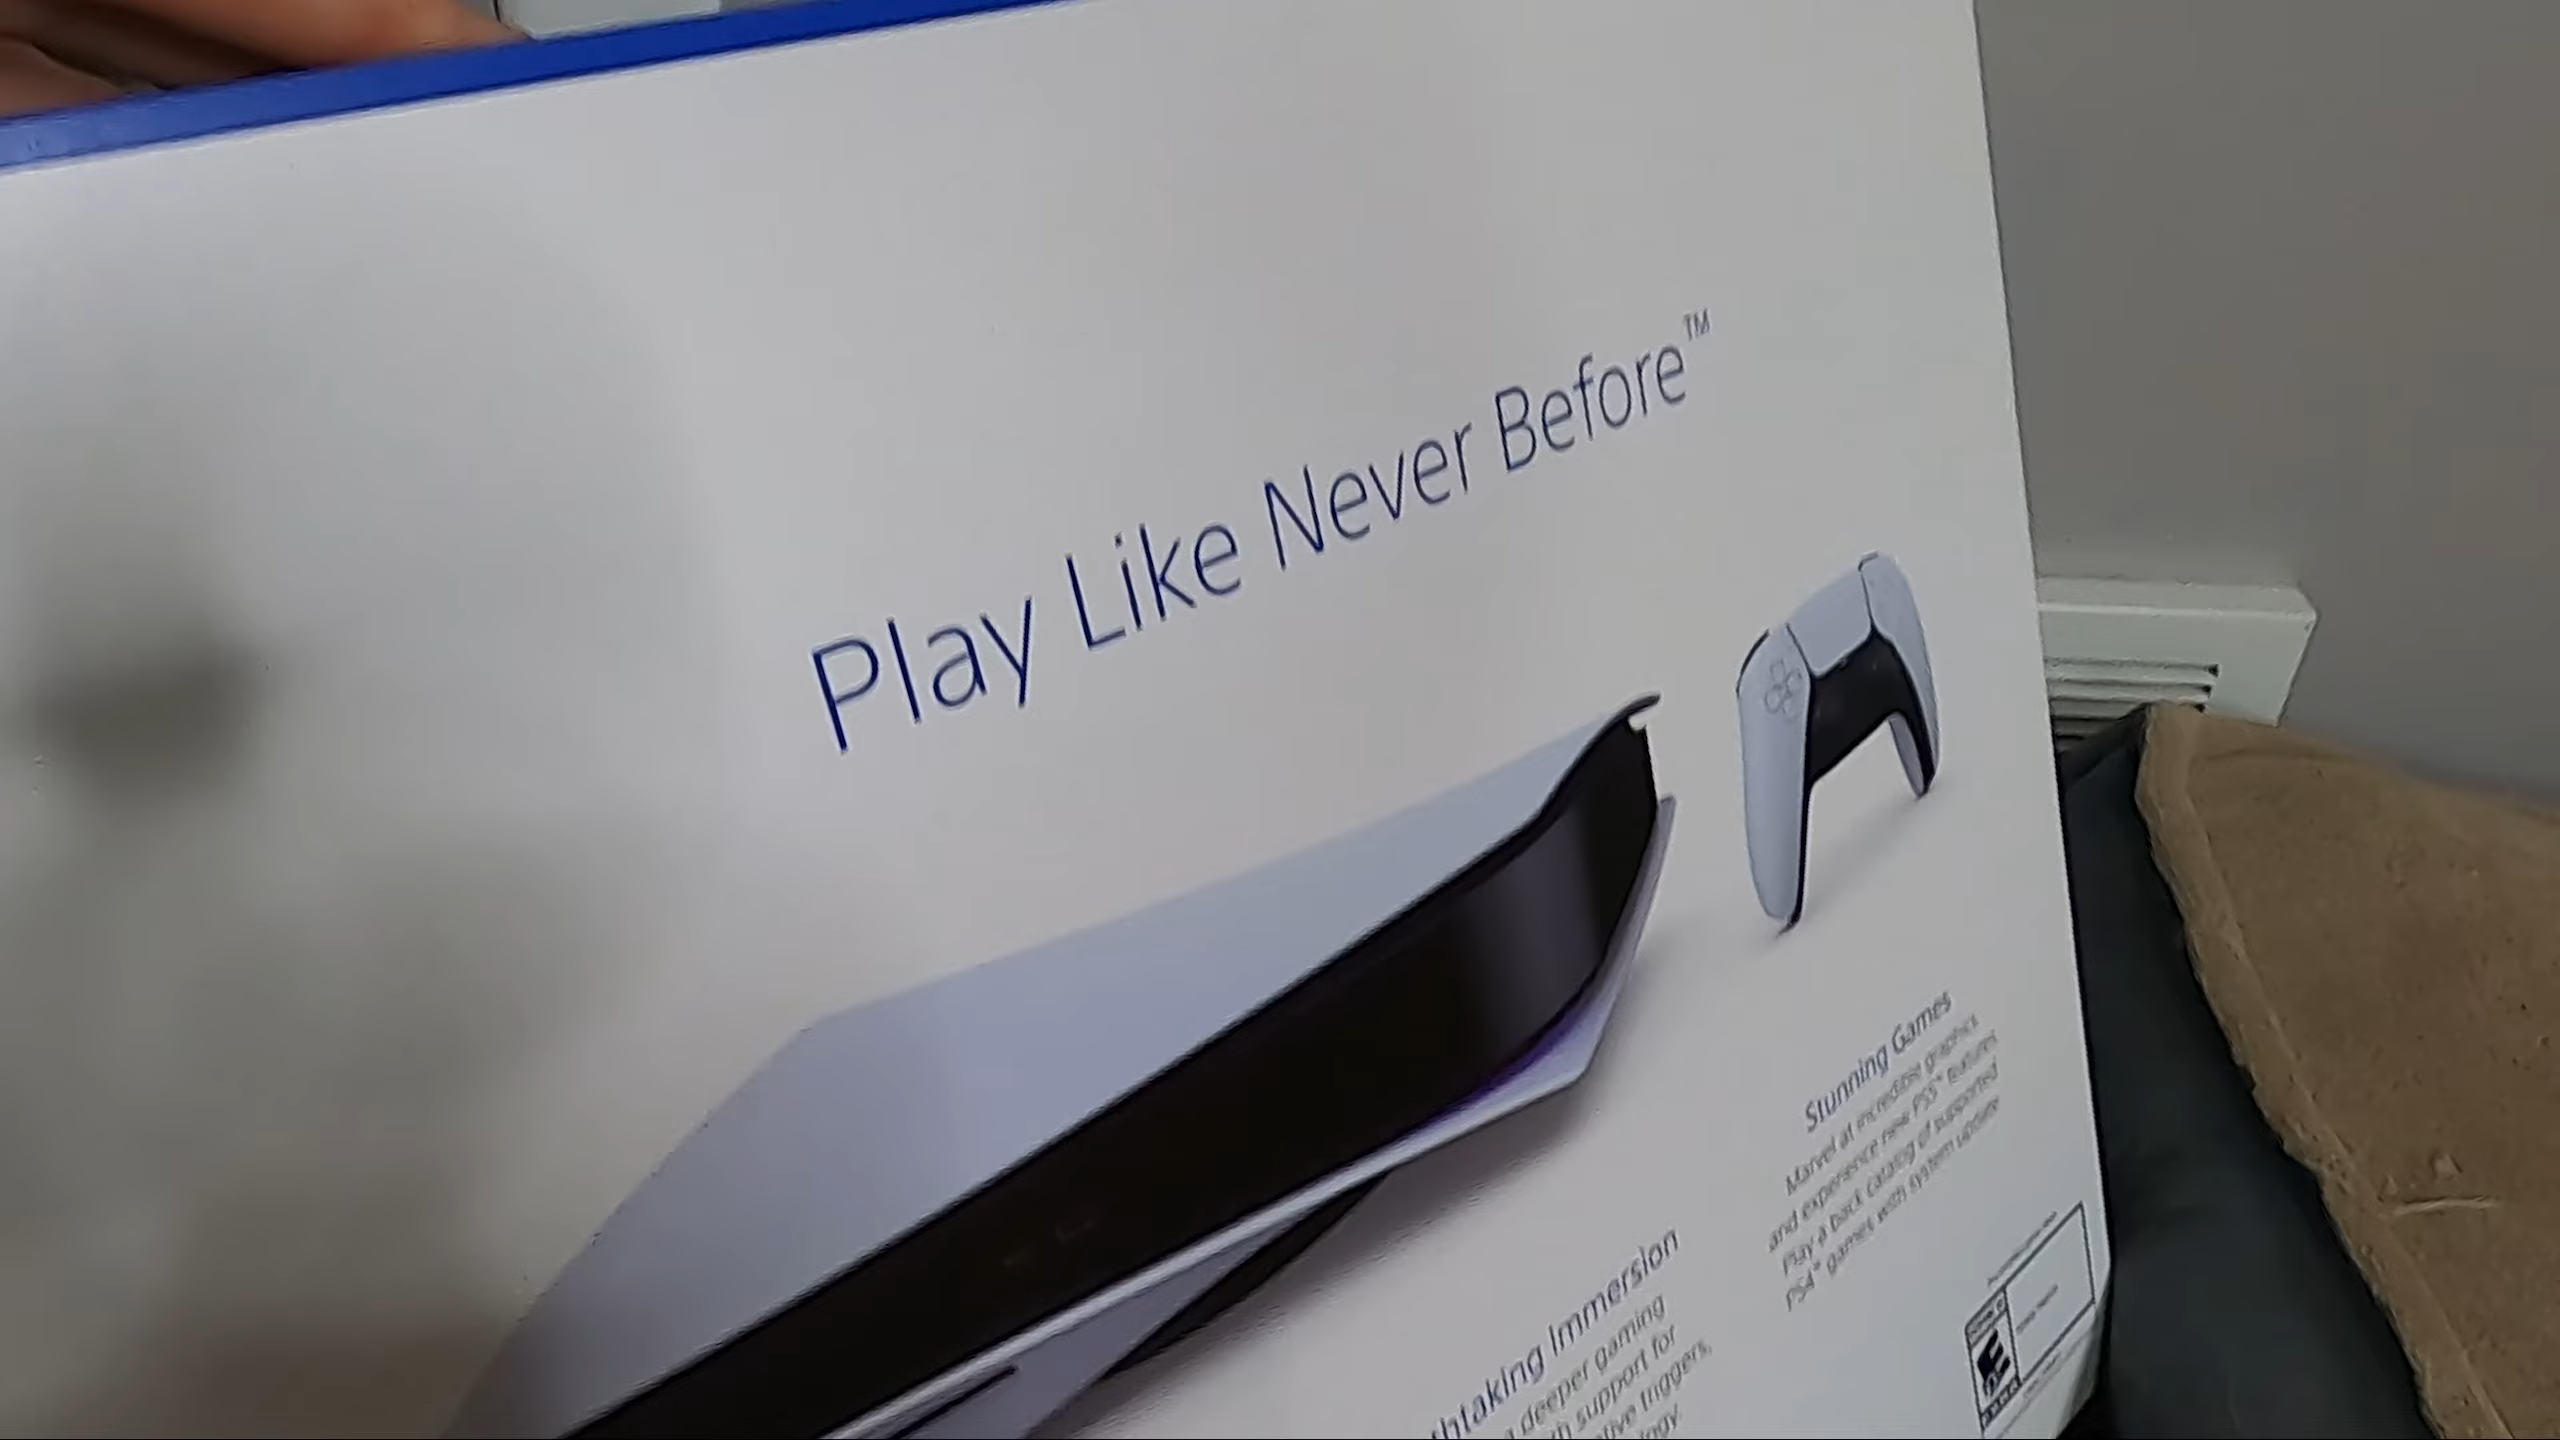 Play Like Never Before™
Stunning Games
Marvel at incredible graphics
and experience new PS5™ features
Play a back catalog of supported
PS4™ games with system update
htaking Immersion
deeper gaming
support for
triggers,
E